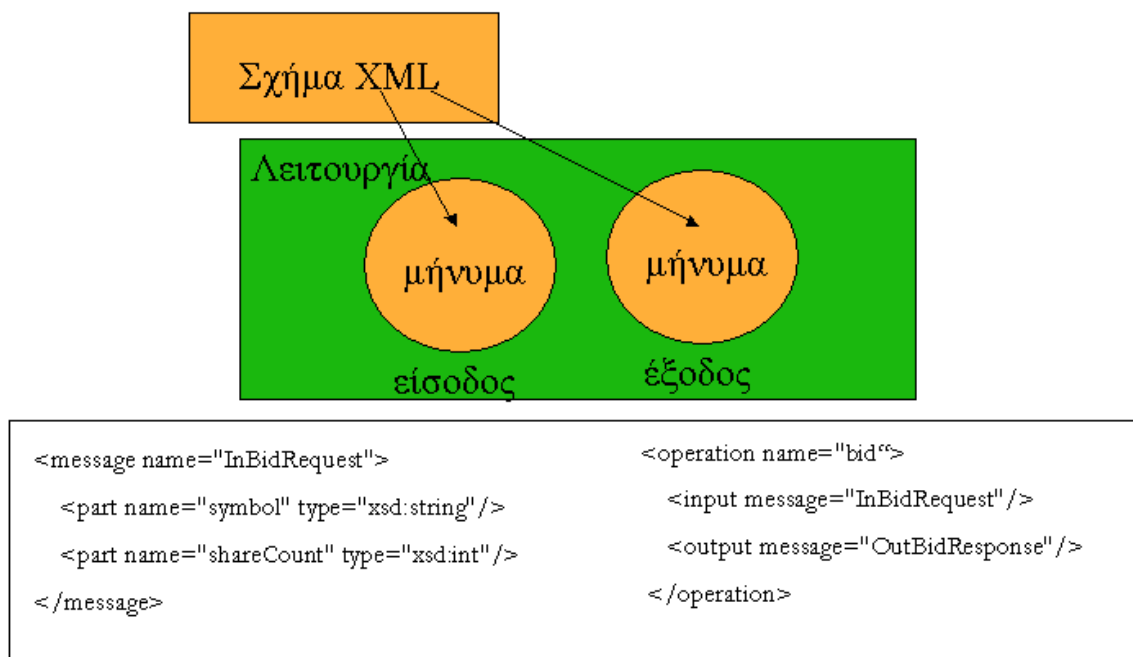 Σχήμα XML
Λειτουργία
μήνυμα
μήνυμα
είσοδος
έξοδος
<message name="InBidRequest">
<part name="symbol" type="xsd:string"/>
<part name="shareCount" type="xsd:int"/>
</message>
<operation name="bid“>
<input message="InBidRequest"/>
<output message="OutBidResponse"/>
</operation>